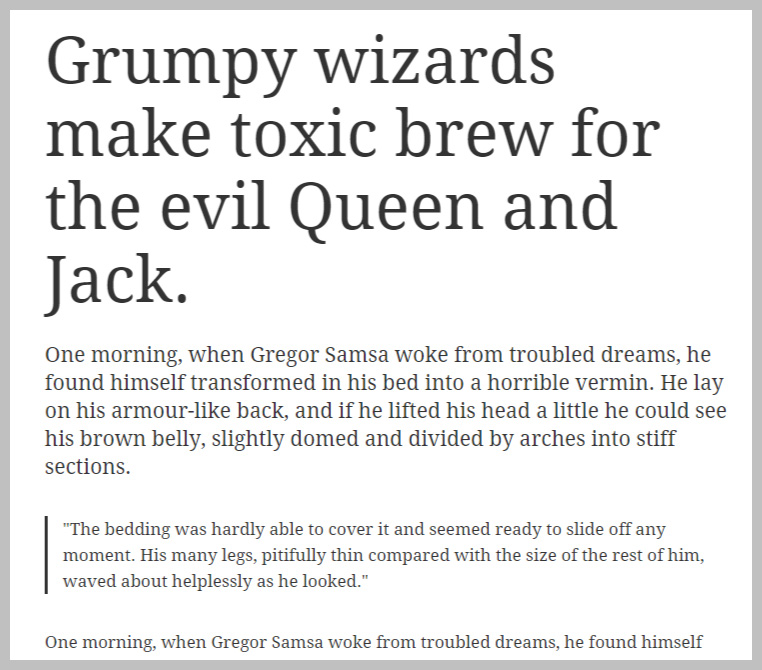 Grumpy wizards
make toxic brew for
the evil Queen and
Jack.
One morning, when Gregor Samsa woke from troubled dreams, he
found himself transformed in his bed into a horrible vermin. He lay
on his armour-like back, and if he lifted his head a little he could see
his brown belly, slightly domed and divided by arches into stiff
sections.
"The bedding was hardly able to cover it and seemed ready to slide off any
moment. His many legs, pitifully thin compared with the size of the rest of him,
waved about helplessly as he looked."
One morning, when Gregor Samsa woke from troubled dreams, he found himself